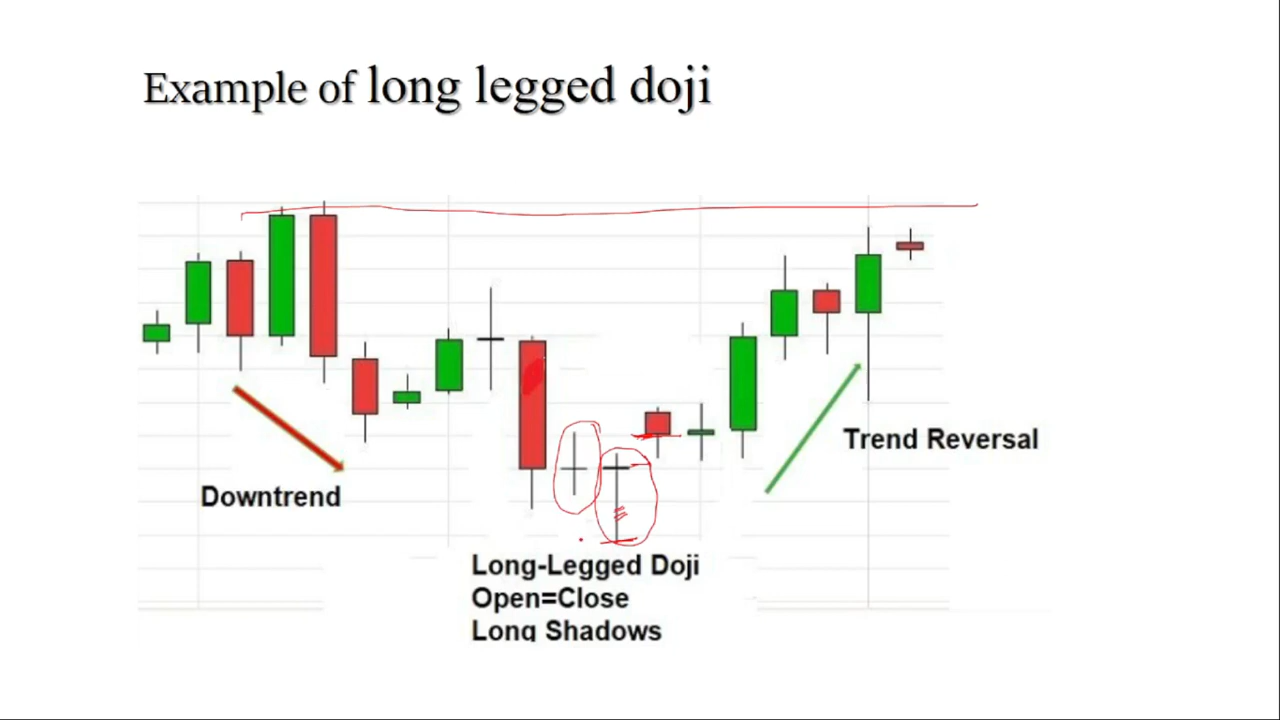 Example of long legged doji
Trend Reversal
Downtrend
Long-Legged Doji
Open=Close
Long Shadows